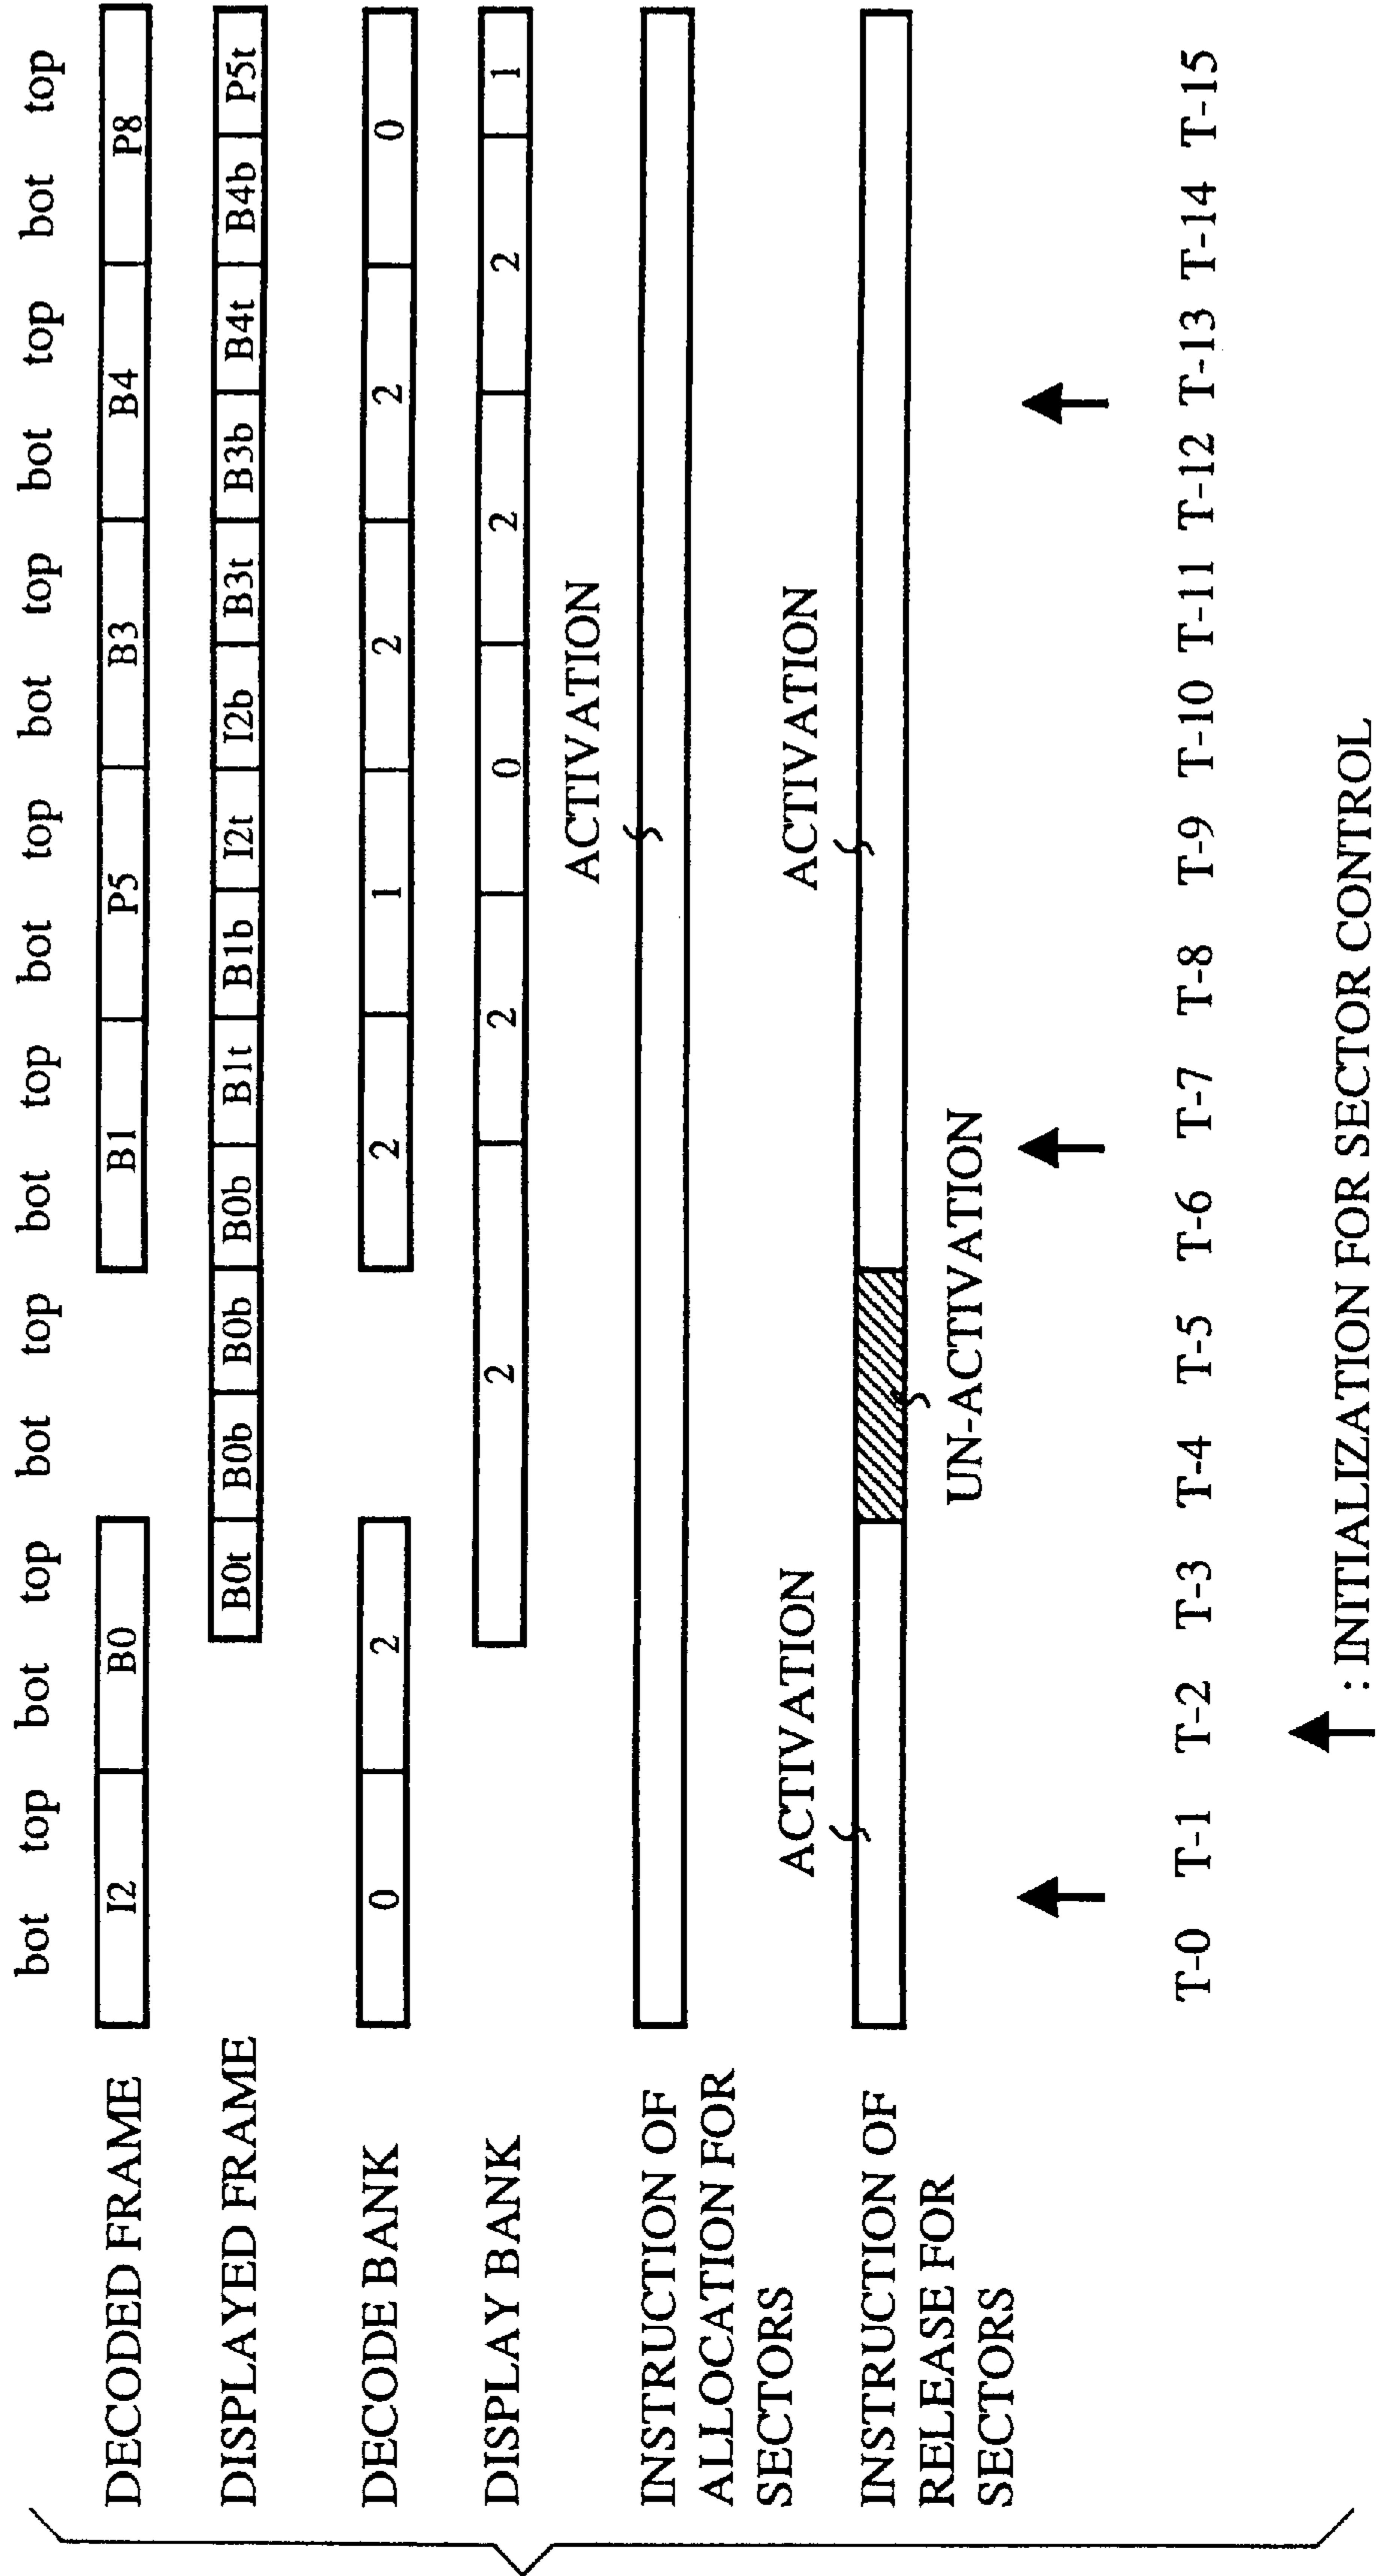 bot top bot top bot top bot top bot top bot top bot top bot top
DECODED FRAME I2 B0 B1 P5 B3 B4 P8
DISPLAYED FRAME B0t B0b B0b B0b B1t B1b I2t I2b B3t B3b B4t B4b P5t
DECODE BANK 0 2 2 1 2 2 0
DISPLAY BANK 2 2 0 2 2 1
ACTIVATION
INSTRUCTION OF
ALLOCATION FOR
SECTORS
ACTIVATION ACTIVATION
INSTRUCTION OF
RELEASE FOR
SECTORS
UN-ACTIVATION
T-0 T-1 T-2 T-3 T-4 T-5 T-6 T-7 T-8 T-9 T-10 T-11 T-12 T-13 T-14 T-15
: INITIALIZATION FOR SECTOR CONTROL